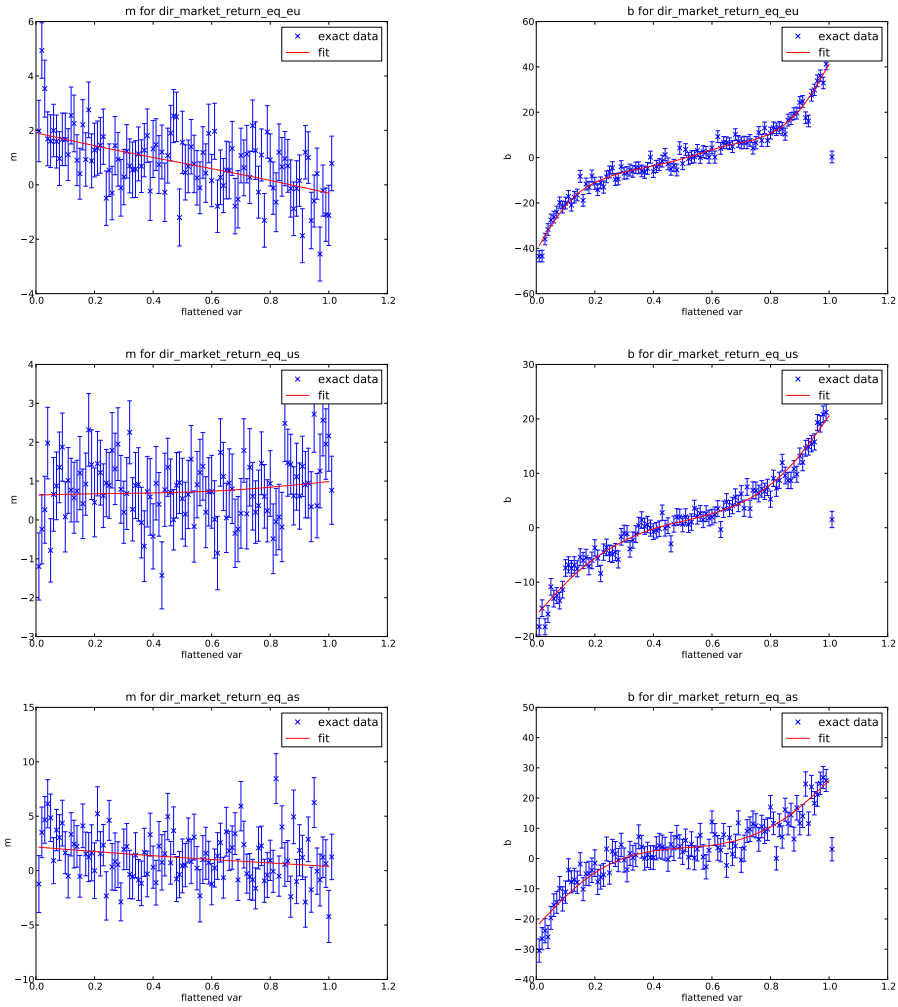 m for dir_market_return_eq_eu
6
exact data
fit
4
2
m
0
−2
−4
0.0 0.2 0.4 0.6 0.8 1.0 1.2
flattened var
b for dir_market_return_eq_eu
60
exact data
fit
40
20
b
0
−20
−40
−60
0.0 0.2 0.4 0.6 0.8 1.0 1.2
flattened var
m for dir_market_return_eq_us
4
exact data
fit
3
2
1
m
0
−1
−2
−3
0.0 0.2 0.4 0.6 0.8 1.0 1.2
flattened var
b for dir_market_return_eq_us
30
exact data
fit
20
10
b
0
−10
−20
0.0 0.2 0.4 0.6 0.8 1.0 1.2
flattened var
m for dir_market_return_eq_as
15
exact data
fit
10
5
m
0
−5
−10
0.0 0.2 0.4 0.6 0.8 1.0 1.2
flattened var
b for dir_market_return_eq_as
50
exact data
fit
40
30
20
10
b
0
−10
−20
−30
−40
0.0 0.2 0.4 0.6 0.8 1.0 1.2
flattened var